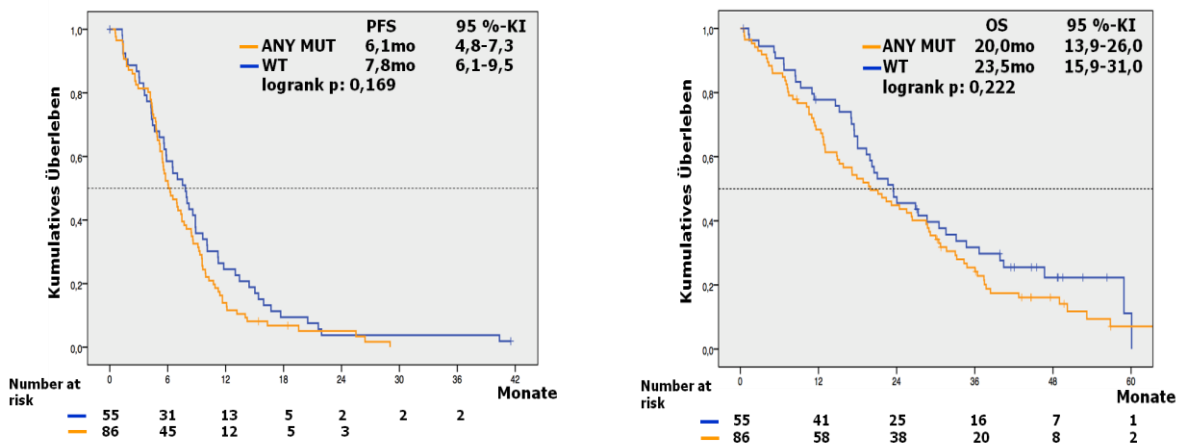 PFS 95 %-KI
ANY MUT 6,1mo 4,8-7,3
WT 7,8mo 6,1-9,5
logrank p: 0,169
Kumulatives Überleben
1,0
0,8
0,6
0,4
0,2
0,0
0 6 12 18 24 30 36 42
Monate
Number at
risk
55 31 13 5 2 2 2
86 45 12 5 3
OS 95 %-KI
ANY MUT 20,0mo 13,9-26,0
WT 23,5mo 15,9-31,0
logrank p: 0,222
Kumulatives Überleben
1,0
0,8
0,6
0,4
0,2
0,0
0 12 24 36 48 60
Monate
Number at
risk
55 41 25 16 7 1
86 58 38 20 8 2